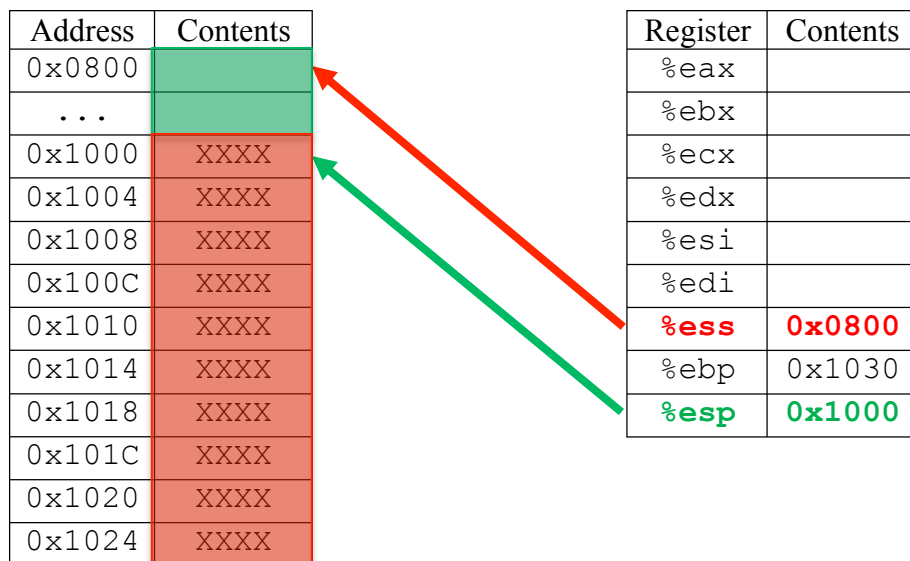 Address Contents
0x0800
...
0x1000 XXXX
0x1004 XXXX
0x1008 XXXX
0x100C XXXX
0x1010 XXXX
0x1014 XXXX
0x1018 XXXX
0x101C XXXX
0x1020 XXXX
0x1024 XXXX
Register Contents
%eax
%ebx
%ecx
%edx
%esi
%edi
%ess 0x0800
%ebp 0x1030
%esp 0x1000